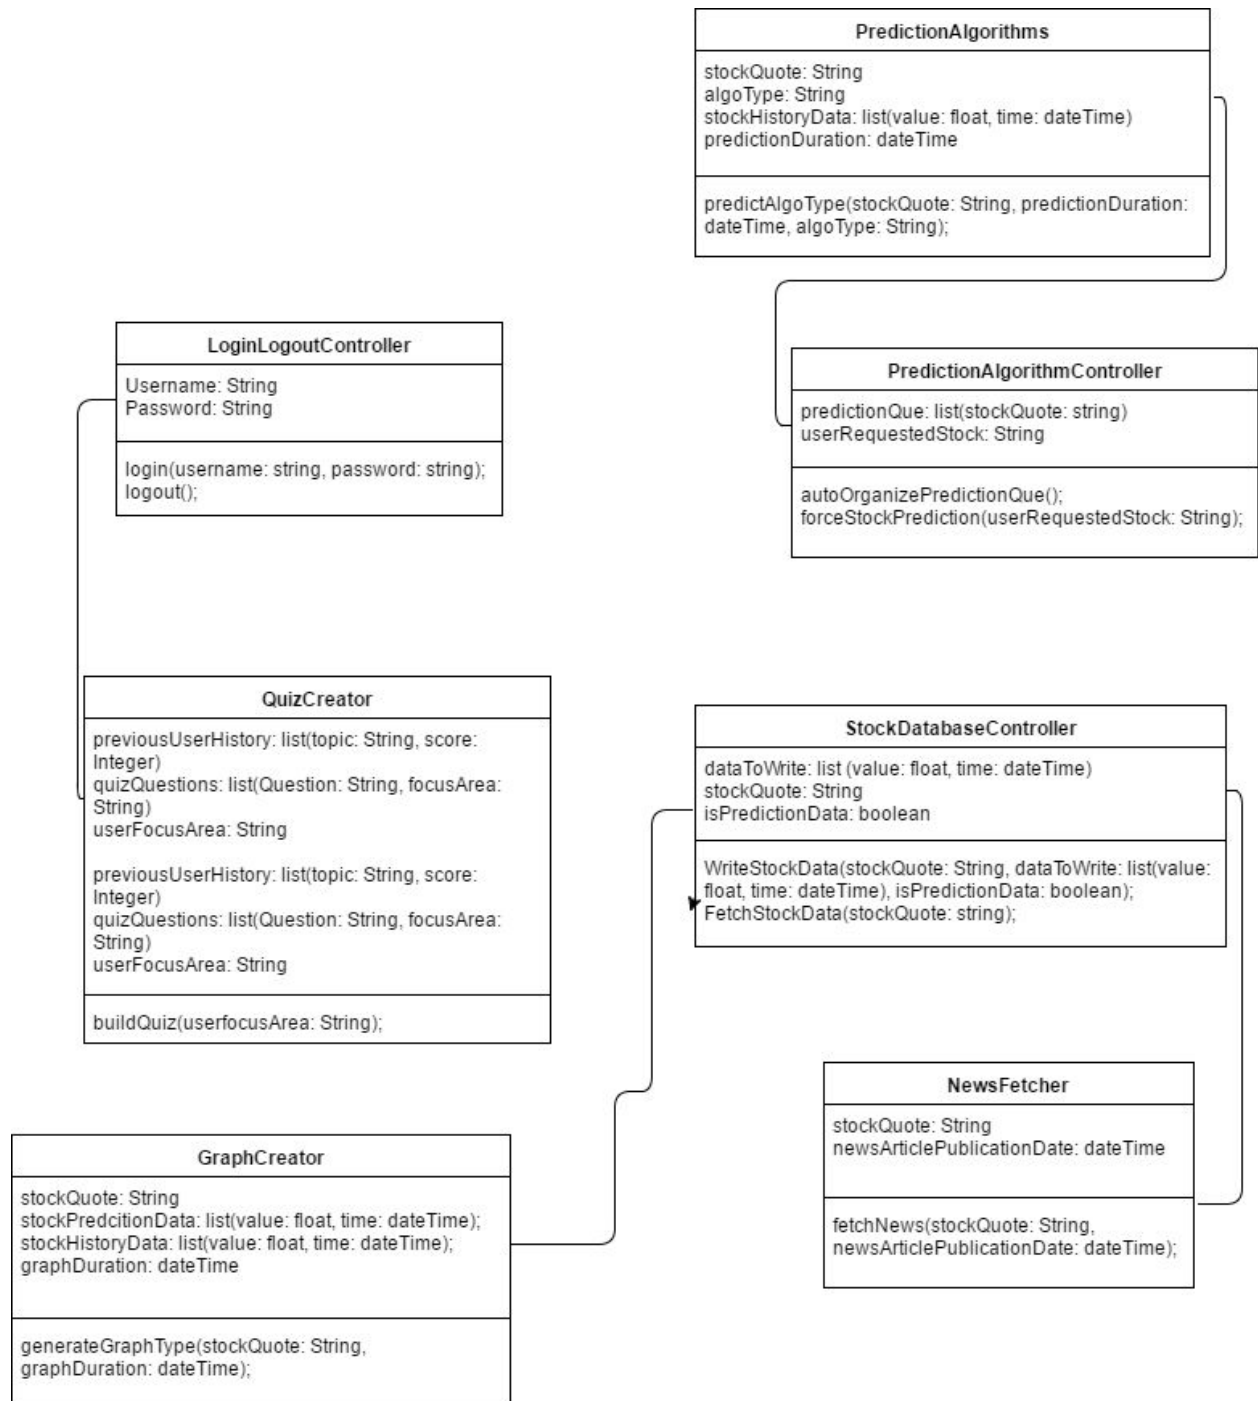 PredictionAlgorithms
stockQuote: String
algoType: String
stockHistoryData: list(value: float, time: dateTime)
predictionDuration: dateTime
predictAlgoType(stockQuote: String, predictionDuration:
dateTime, algoType: String);
LoginLogoutController
Username: String
Password: String
login(username: string, password: string);
logout();
PredictionAlgorithmController
predictionQue: list(stockQuote: string)
userRequestedStock: String
autoOrganizePredictionQue();
forceStockPrediction(userRequestedStock: String);
QuizCreator
previousUserHistory: list(topic: String, score:
Integer)
quizQuestions: list(Question: String, focusArea:
String)
userFocusArea: String
previousUserHistory: list(topic: String, score:
Integer)
quizQuestions: list(Question: String, focusArea:
String)
userFocusArea: String
buildQuiz(userfocusArea: String);
StockDatabaseController
dataToWrite: list (value: float, time: dateTime)
stockQuote: String
isPredictionData: boolean
WriteStockData(stockQuote: String, dataToWrite: list(value:
float, time: dateTime), isPredictionData: boolean);
FetchStockData(stockQuote: string);
NewsFetcher
stockQuote: String
newsArticlePublicationDate: dateTime
fetchNews(stockQuote: String,
newsArticlePublicationDate: dateTime);
GraphCreator
stockQuote: String
stockPredcitionData: list(value: float, time: dateTime);
stockHistoryData: list(value: float, time: dateTime);
graphDuration: dateTime
generateGraphType(stockQuote: String,
graphDuration: dateTime);